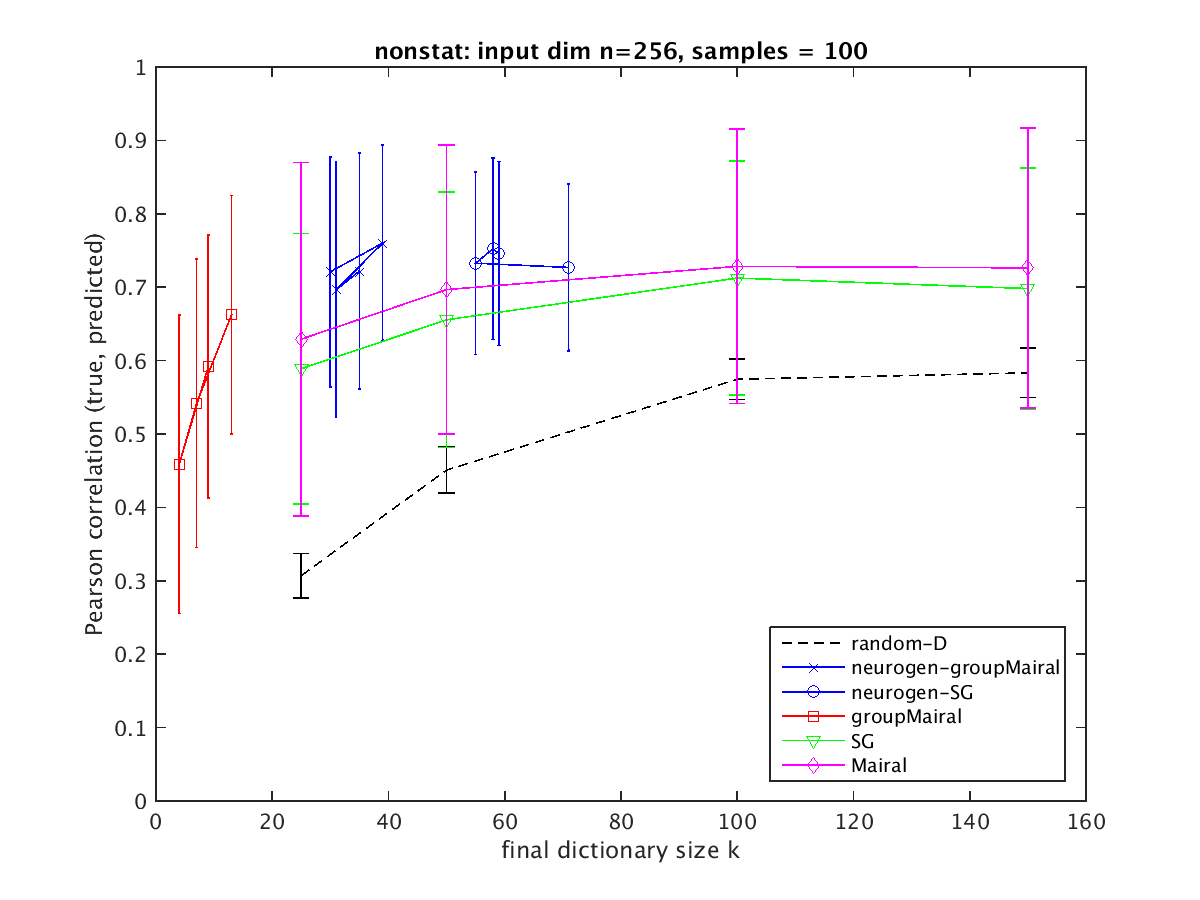 nonstat: input dim n=256, samples = 100
1
0.9
0.8
0.7
0.6
0.5
0.4
0.3
0.2
0.1
0
Pearson correlation (true, predicted)
0 20 40 60 80 100 120 140 160
final dictionary size k
random-D
neurogen-groupMairal
neurogen-SG
groupMairal
SG
Mairal